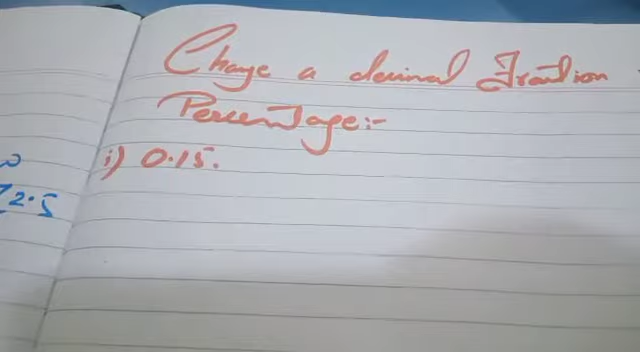 Change a decimal Fraction
Percentage:-
i) 0.15.
2.5